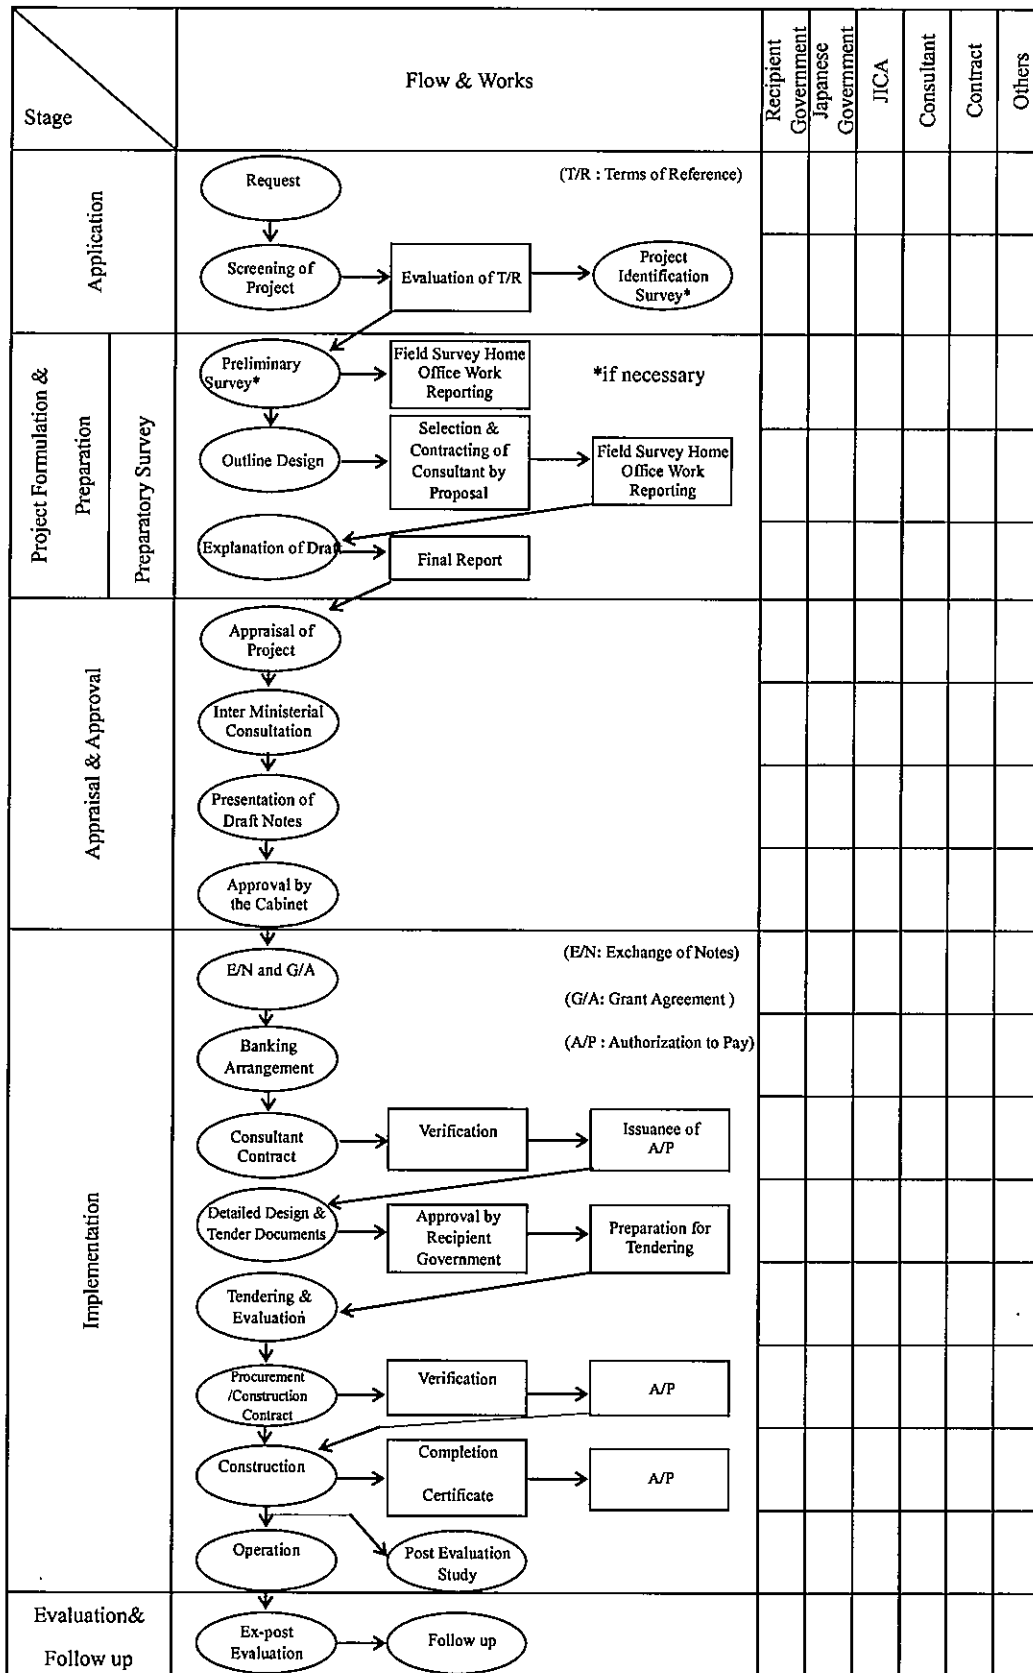 Stage
Flow & Works
Recipient
Government
Japanese
Government
JICA
Consultant
Contract
Others
Application
Request
(T/R : Terms of Reference)
Screening of
Project
Evaluation of T/R
Project
Identification
Survey*
Project Formulation &
Preparation
Preparatory Survey
Preliminary
Survey*
Field Survey Home
Office Work
Reporting
*if necessary
Outline Design
Selection &
Contracting of
Consultant by
Proposal
Field Survey Home
Office Work
Reporting
Explanation of Draft
Final Report
Appraisal & Approval
Appraisal of
Project
Inter Ministerial
Consultation
Presentation of
Draft Notes
Approval by
the Cabinet
Implementation
E/N and G/A
(E/N: Exchange of Notes)
(G/A: Grant Agreement )
(A/P : Authorization to Pay)
Banking
Arrangement
Consultant
Contract
Verification
Issuance of
A/P
Detailed Design &
Tender Documents
Approval by
Recipient
Government
Preparation for
Tendering
Tendering &
Evaluation
Procurement
/Construction
Contract
Verification
A/P
Construction
Completion
Certificate
A/P
Operation
Post Evaluation
Study
Evaluation&
Follow up
Ex-post
Evaluation
Follow up